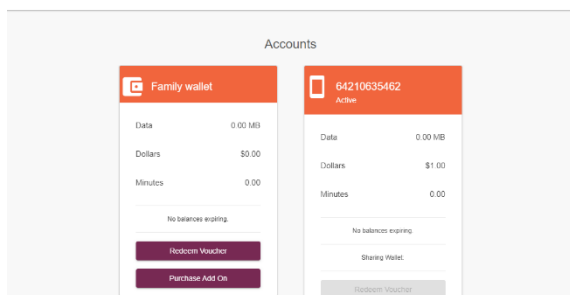 Accounts
Family wallet
Data 0.00 MB
Dollars $0.00
Minutes 0.00
No balances expiring.
Redeem Voucher
Purchase Add On
64210635462
Active
Data 0.00 MB
Dollars $1.00
Minutes 0.00
No balances expiring.
Sharing Wallet.
Redeem Voucher